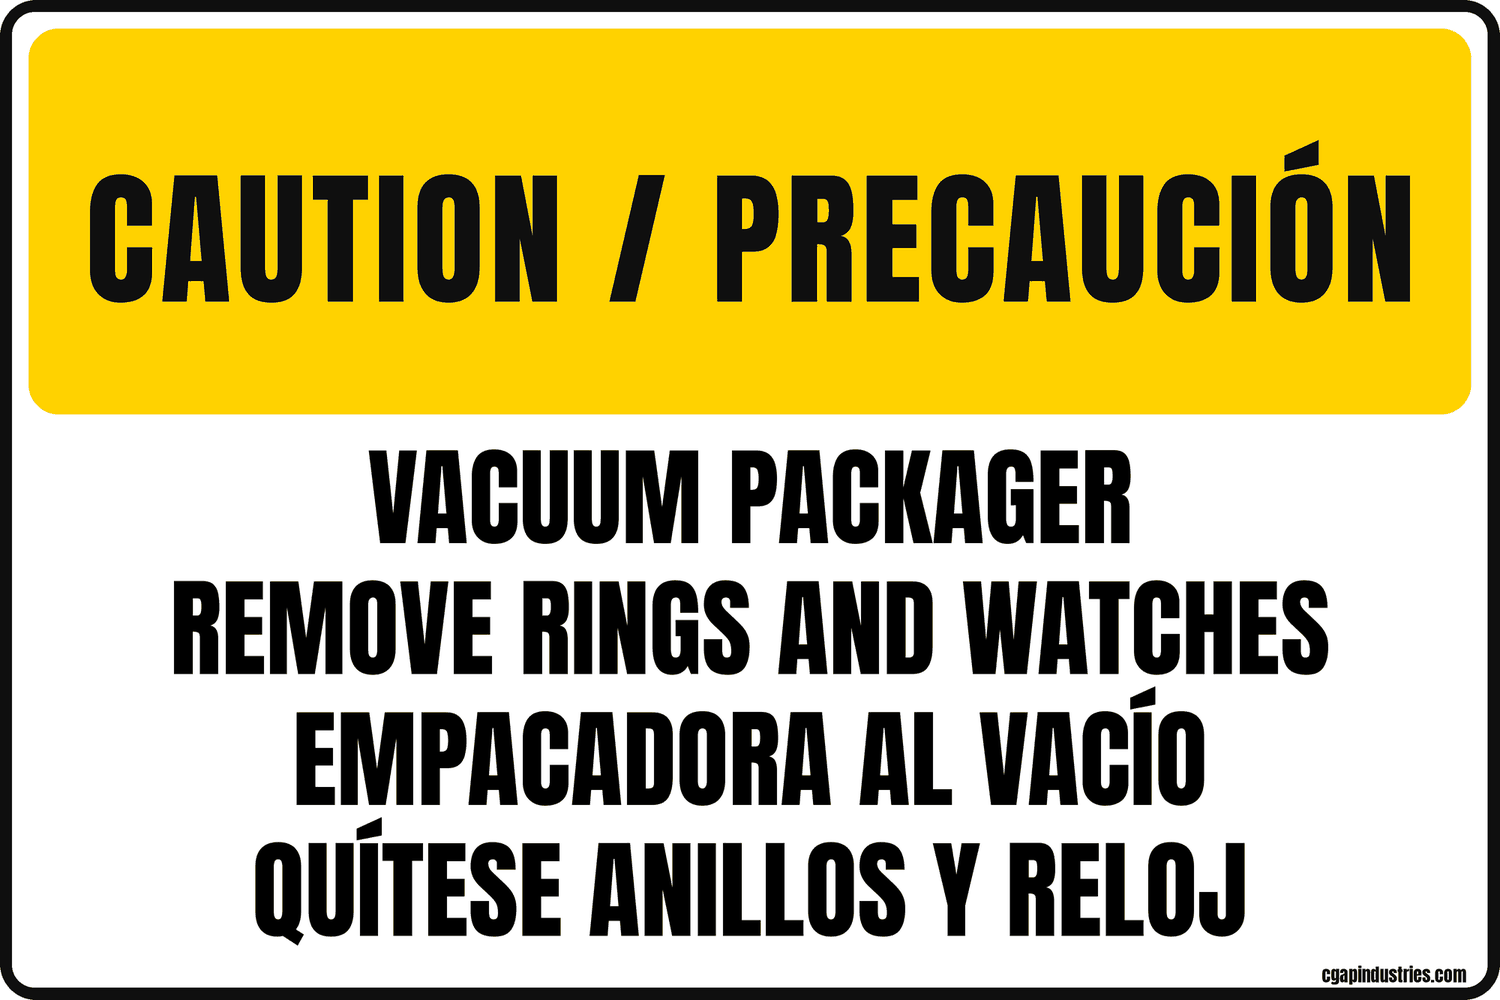 CAUTION / PRECAUCIÓN
VACUUM PACKAGER
REMOVE RINGS AND WATCHES
EMPACADORA AL VACÍO
QUÍTESE ANILLOS Y RELOJ
cgapindustries.com